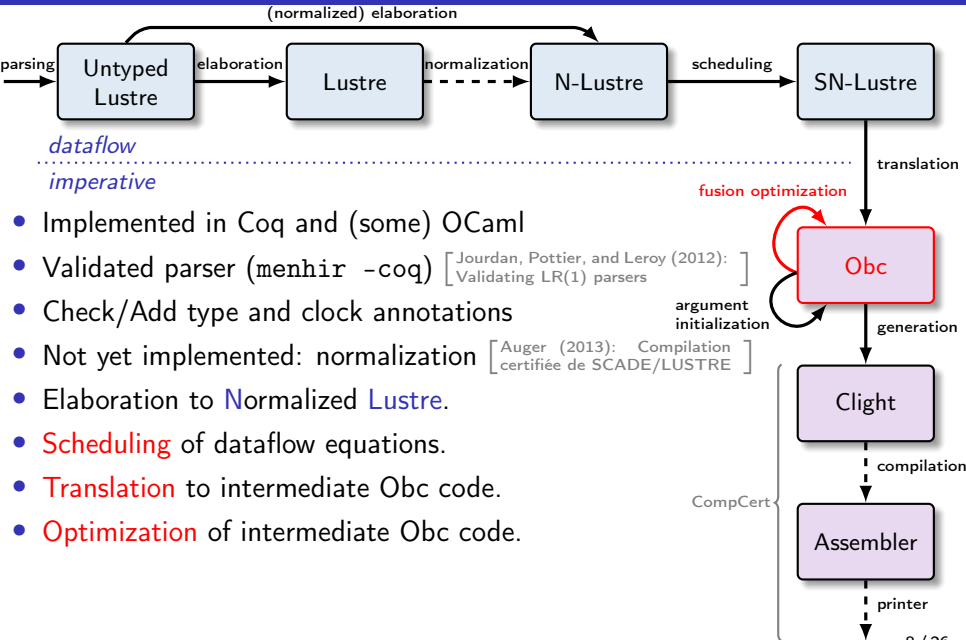 (normalized) elaboration
parsing
Untyped
Lustre
elaboration
Lustre
normalization
N-Lustre
scheduling
SN-Lustre
dataflow
imperative
translation
fusion optimization
Obc
argument
initialization
generation
• Implemented in Coq and (some) OCaml
• Validated parser (menhir -coq) [Jourdan, Pottier, and Leroy (2012):
Validating LR(1) parsers]
• Check/Add type and clock annotations
• Not yet implemented: normalization [Auger (2013): Compilation
certifiée de SCADE/LUSTRE]
• Elaboration to Normalized Lustre.
• Scheduling of dataflow equations.
• Translation to intermediate Obc code.
• Optimization of intermediate Obc code.
Clight
compilation
CompCert
Assembler
printer